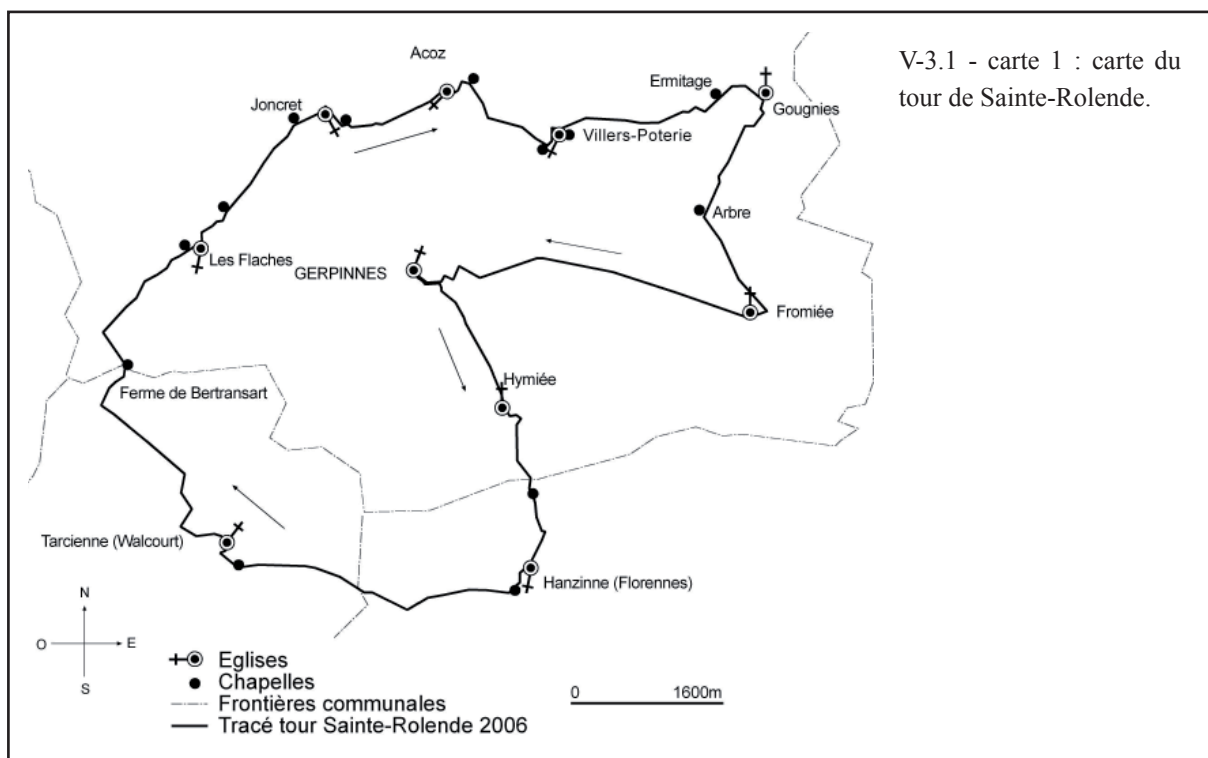 V-3.1 - carte 1 : carte du
tour de Sainte-Rolende.
Acoz
Ermitage
Joncret
Gougnies
Villers-Poterie
Arbre
Les Flaches
GERPINNES
Fromiée
Hymiée
Ferme de Bertransart
Tarcienne (Walcourt)
Hanzinne (Florennes)
N
O
E
S
Eglises
Chapelles
Frontières communales
Tracé tour Sainte-Rolende 2006
0 1600m